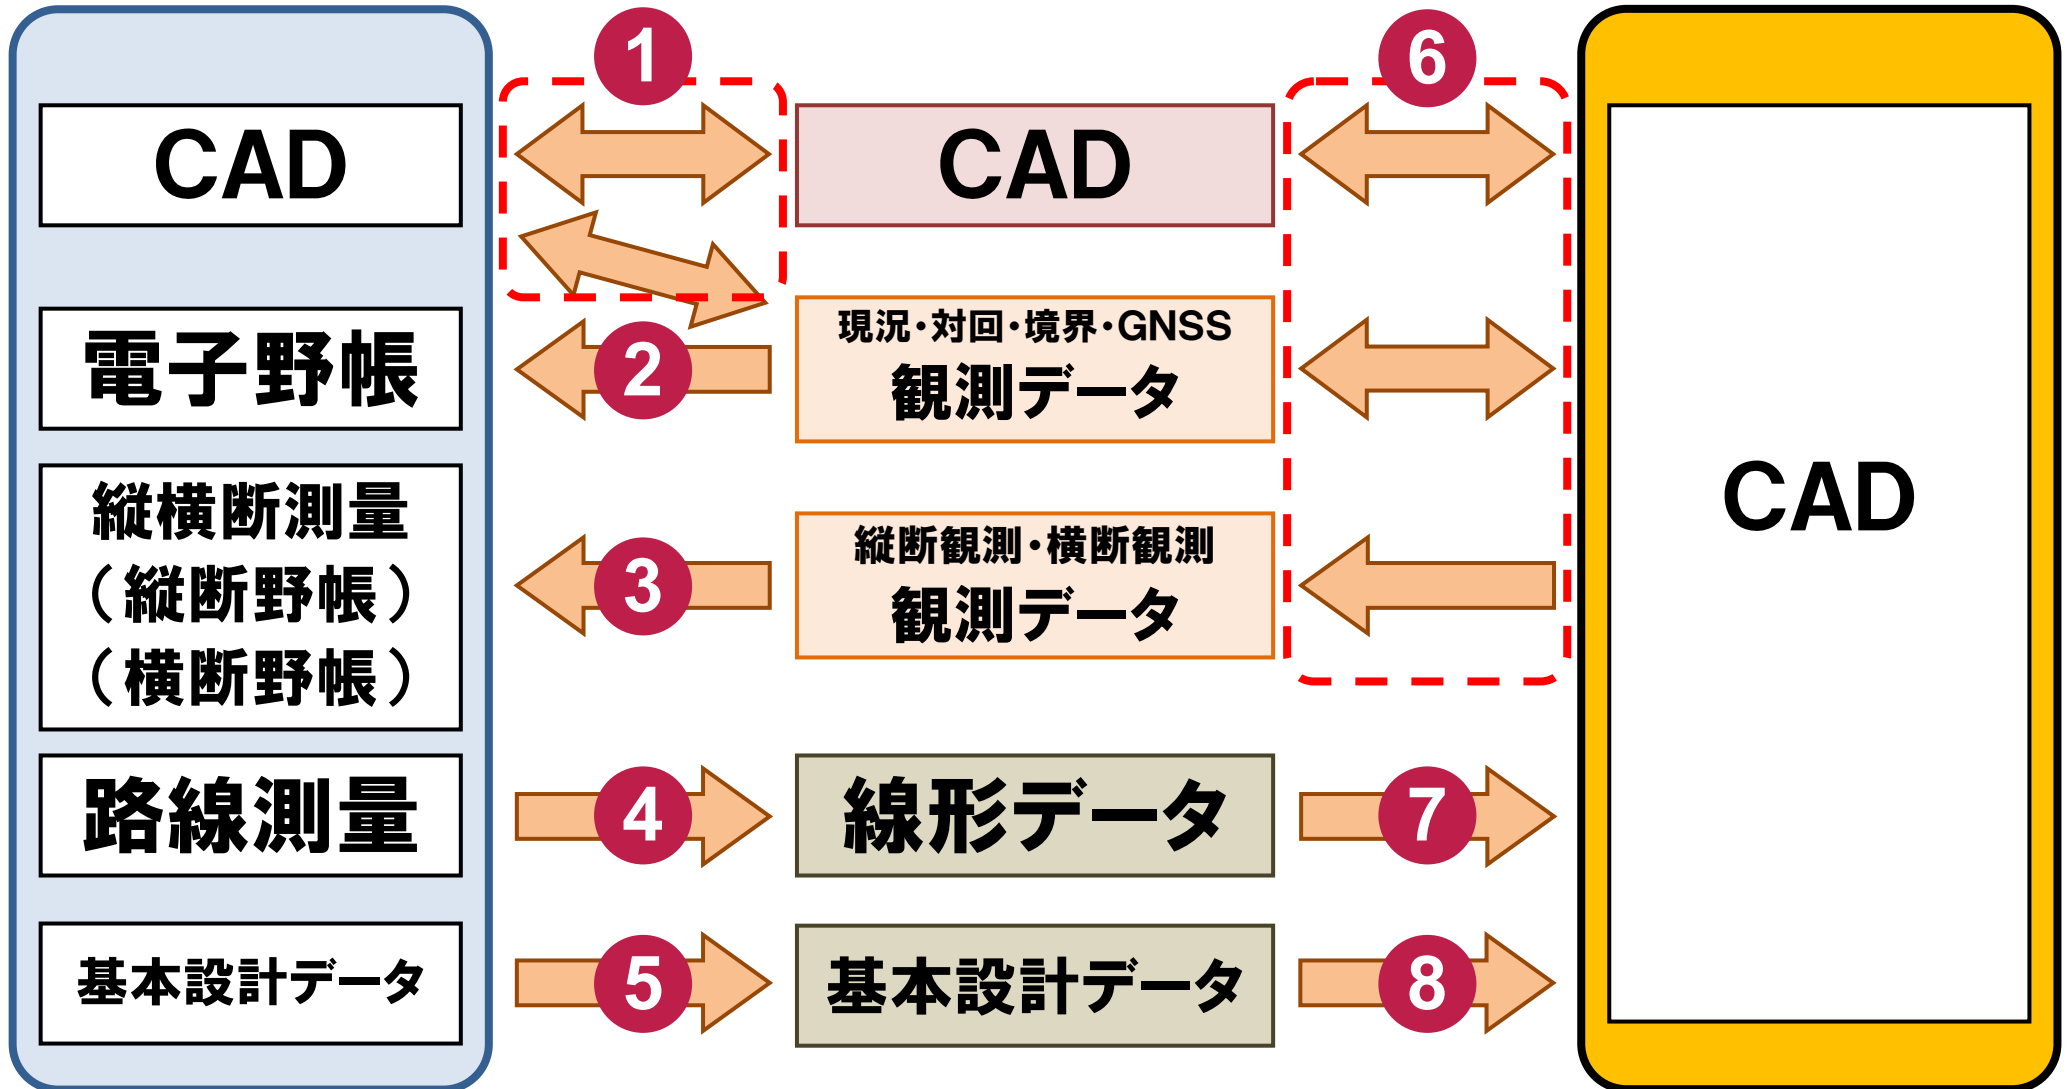 1
6
CAD
CAD
電子野帳
2
現況・対回・境界・GNSS
観測データ
CAD
縦横断測量
（縦断野帳）
（横断野帳）
3
縦断観測・横断観測
観測データ
路線測量
4
線形データ
7
基本設計データ
5
基本設計データ
8